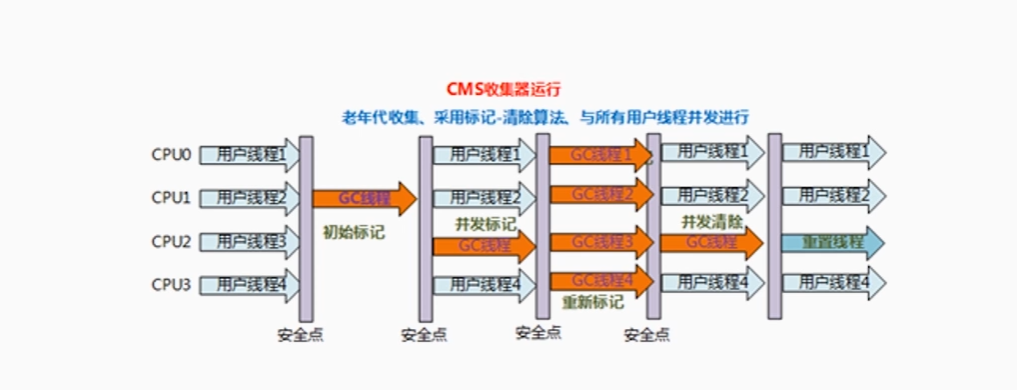 CMS收集器运行
老年代收集、采用标记-清除算法、与所有用户线程并发进行
CPU0 用户线程1 用户线程1 GC线程1 用户线程1 用户线程1
CPU1 用户线程2 GC线程 用户线程2 GC线程2 用户线程2 用户线程2
初始标记 并发标记 并发清除
CPU2 用户线程3 GC线程 GC线程3 GC线程 重置线程
CPU3 用户线程4 用户线程4 GC线程4 用户线程4 用户线程4
重新标记
安全点 安全点 安全点 安全点